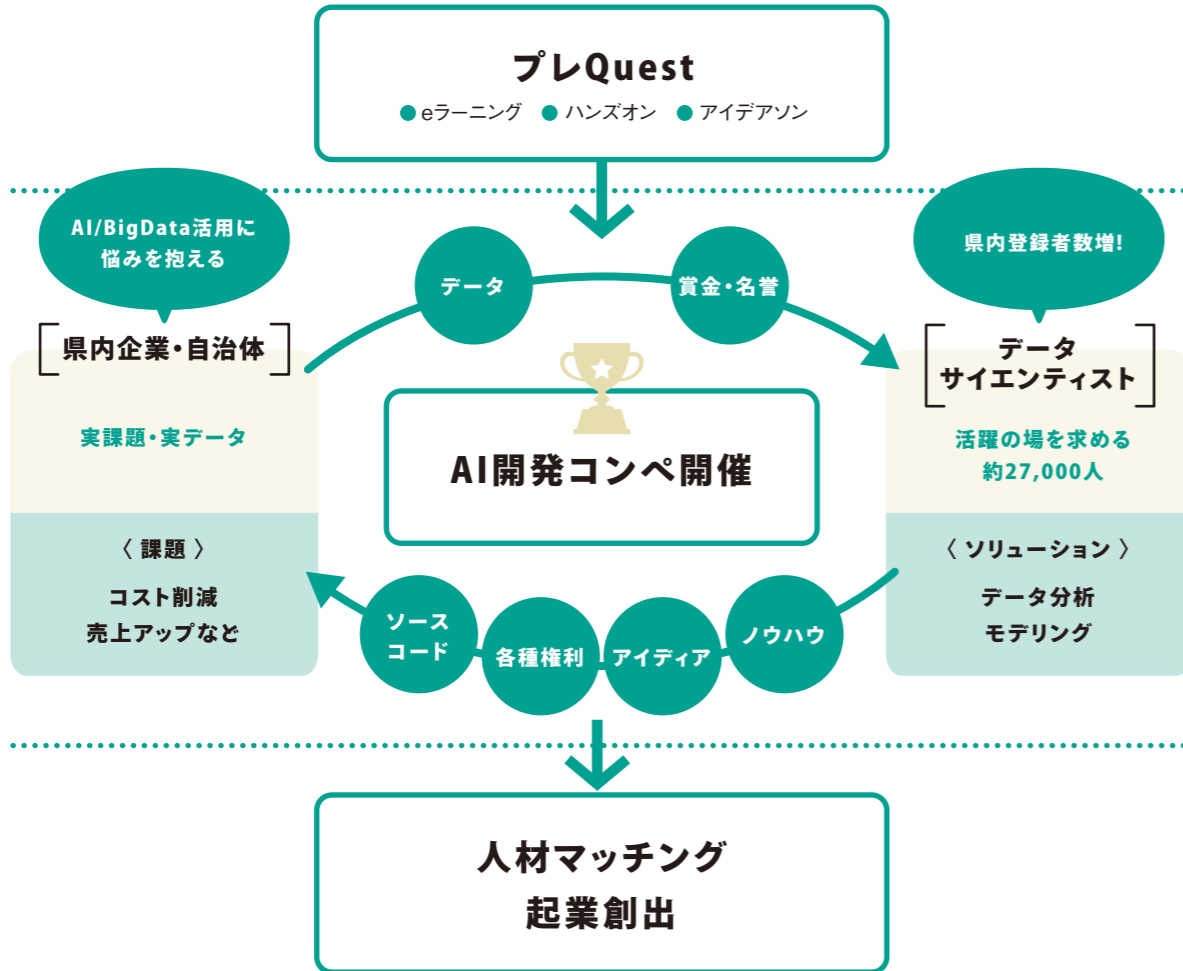 プレQuest
●eラーニング ●ハンズオン ●アイデアソン
AI/BigData活用に
悩みを抱える
県内登録者数増!
データ
賞金・名誉
[県内企業・自治体]
実課題・実データ
〈 課題 〉
コスト削減
売上アップなど
AI開発コンペ開催
[データ
サイエンティスト]
活躍の場を求める
約27,000人
〈 ソリューション 〉
データ分析
モデリング
ソース
コード
各種権利
アイディア
ノウハウ
人材マッチング
起業創出